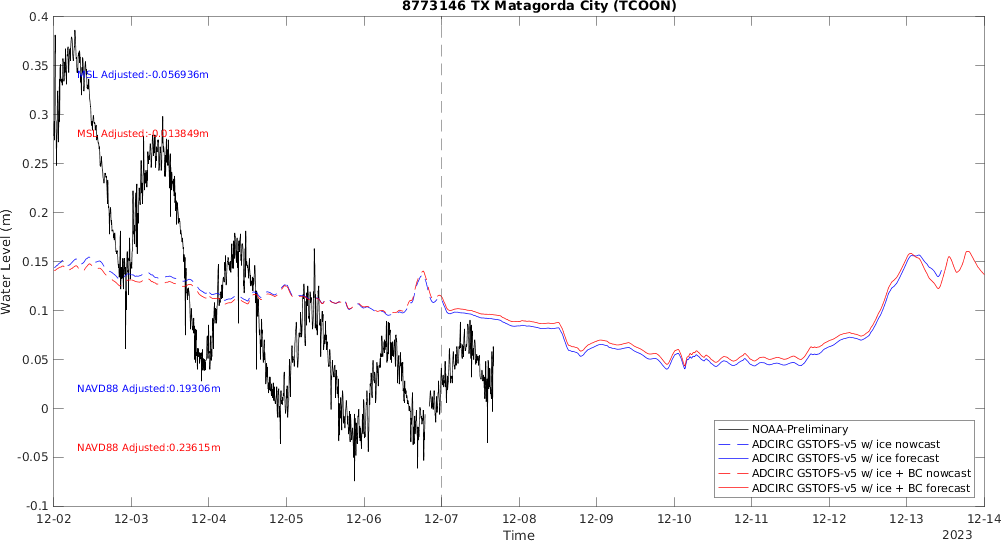 8773146 TX Matagorda City (TCOON)
0.4
0.35
0.3
0.25
0.2
0.15
0.1
0.05
0
-0.05
-0.1
Water Level (m)
MSL Adjusted:-0.056936m
MSL Adjusted:-0.013849m
NAVD88 Adjusted:0.19306m
NAVD88 Adjusted:0.23615m
NOAA-Preliminary
ADCIRC GSTOFS-v5 w/ ice nowcast
ADCIRC GSTOFS-v5 w/ ice forecast
ADCIRC GSTOFS-v5 w/ ice + BC nowcast
ADCIRC GSTOFS-v5 w/ ice + BC forecast
12-02 12-03 12-04 12-05 12-06 12-07 12-08 12-09 12-10 12-11 12-12 12-13 12-14
Time
2023